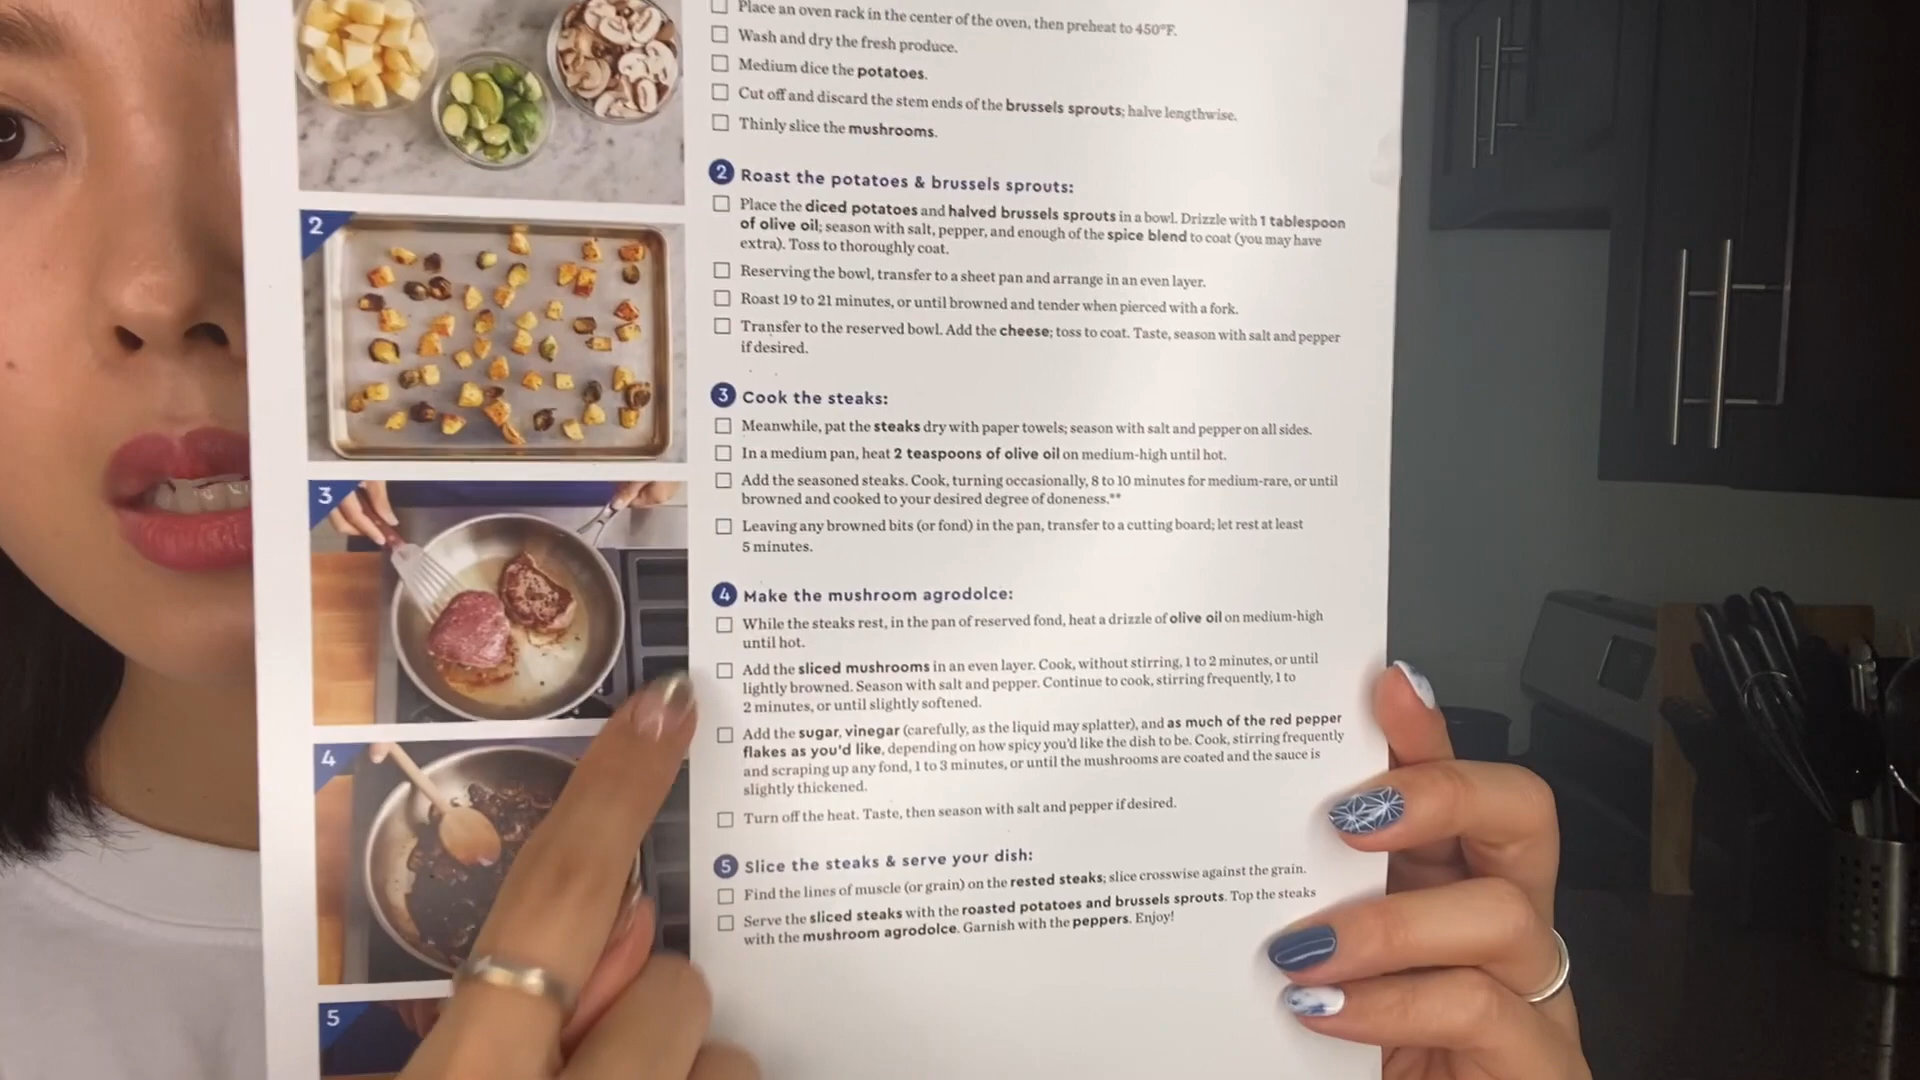 Place an oven rack in the center of the oven, then preheat to 450°F.
Wash and dry the fresh produce.
Medium dice the potatoes.
Cut off and discard the stem ends of the brussels sprouts; halve lengthwise.
Thinly slice the mushrooms.
2 Roast the potatoes & brussels sprouts:
Place the diced potatoes and halved brussels sprouts in a bowl. Drizzle with 1 tablespoon
of olive oil; season with salt, pepper, and enough of the spice blend to coat (you may have
extra). Toss to thoroughly coat.
Reserving the bowl, transfer to a sheet pan and arrange in an even layer.
Roast 19 to 21 minutes, or until browned and tender when pierced with a fork.
Transfer to the reserved bowl. Add the cheese; toss to coat. Taste, season with salt and pepper
if desired.
3 Cook the steaks:
Meanwhile, pat the steaks dry with paper towels; season with salt and pepper on all sides.
In a medium pan, heat 2 teaspoons of olive oil on medium-high until hot.
Add the seasoned steaks. Cook, turning occasionally, 8 to 10 minutes for medium-rare, or until
browned and cooked to your desired degree of doneness.**
Leaving any browned bits (or fond) in the pan, transfer to a cutting board; let rest at least
5 minutes.
4 Make the mushroom agrodolce:
While the steaks rest, in the pan of reserved fond, heat a drizzle of olive oil on medium-high
until hot.
Add the sliced mushrooms in an even layer. Cook, without stirring, 1 to 2 minutes, or until
lightly browned. Season with salt and pepper. Continue to cook, stirring frequently, 1 to
2 minutes, or until slightly softened.
Add the sugar, vinegar (carefully, as the liquid may splatter), and as much of the red pepper
flakes as you'd like, depending on how spicy you'd like the dish to be. Cook, stirring frequently
and scraping up any fond, 1 to 3 minutes, or until the mushrooms are coated and the sauce is
slightly thickened.
Turn off the heat. Taste, then season with salt and pepper if desired.
5 Slice the steaks & serve your dish:
Find the lines of muscle (or grain) on the rested steaks; slice crosswise against the grain.
Serve the sliced steaks with the roasted potatoes and brussels sprouts. Top the steaks
with the mushroom agrodolce. Garnish with the peppers. Enjoy!
2
3
4
5